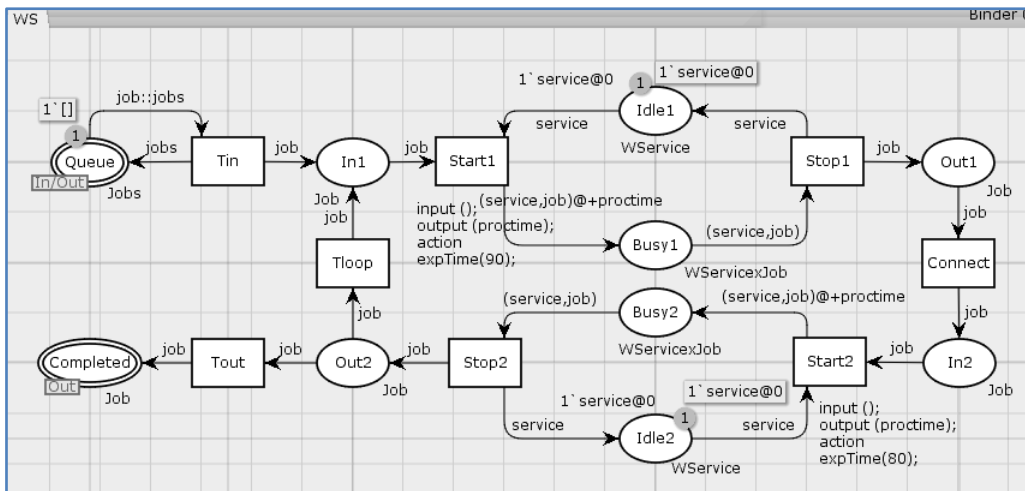 WS
Binder
1`service@0
1`service@0
1`[]
job::jobs
1
1
Idle1
service
service
WService
Queue
jobs
Tin
job
In1
job
Start1
Stop1
job
Out1
In/Out
Jobs
Job
job
(service,job)@+proctime
input ();
output (proctime);
action
expTime(90);
Job
job
Busy1
(service,job)
WServicexJob
Tloop
Connect
job
(service,job)
Busy2
(service,job)@+proctime
job
WServicexJob
Completed
job
Tout
job
Out2
job
Stop2
Start2
job
In2
Out
Job
Job
Job
1`service@0
1`service@0
1
service
Idle2
service
WService
input ();
output (proctime);
action
expTime(80);